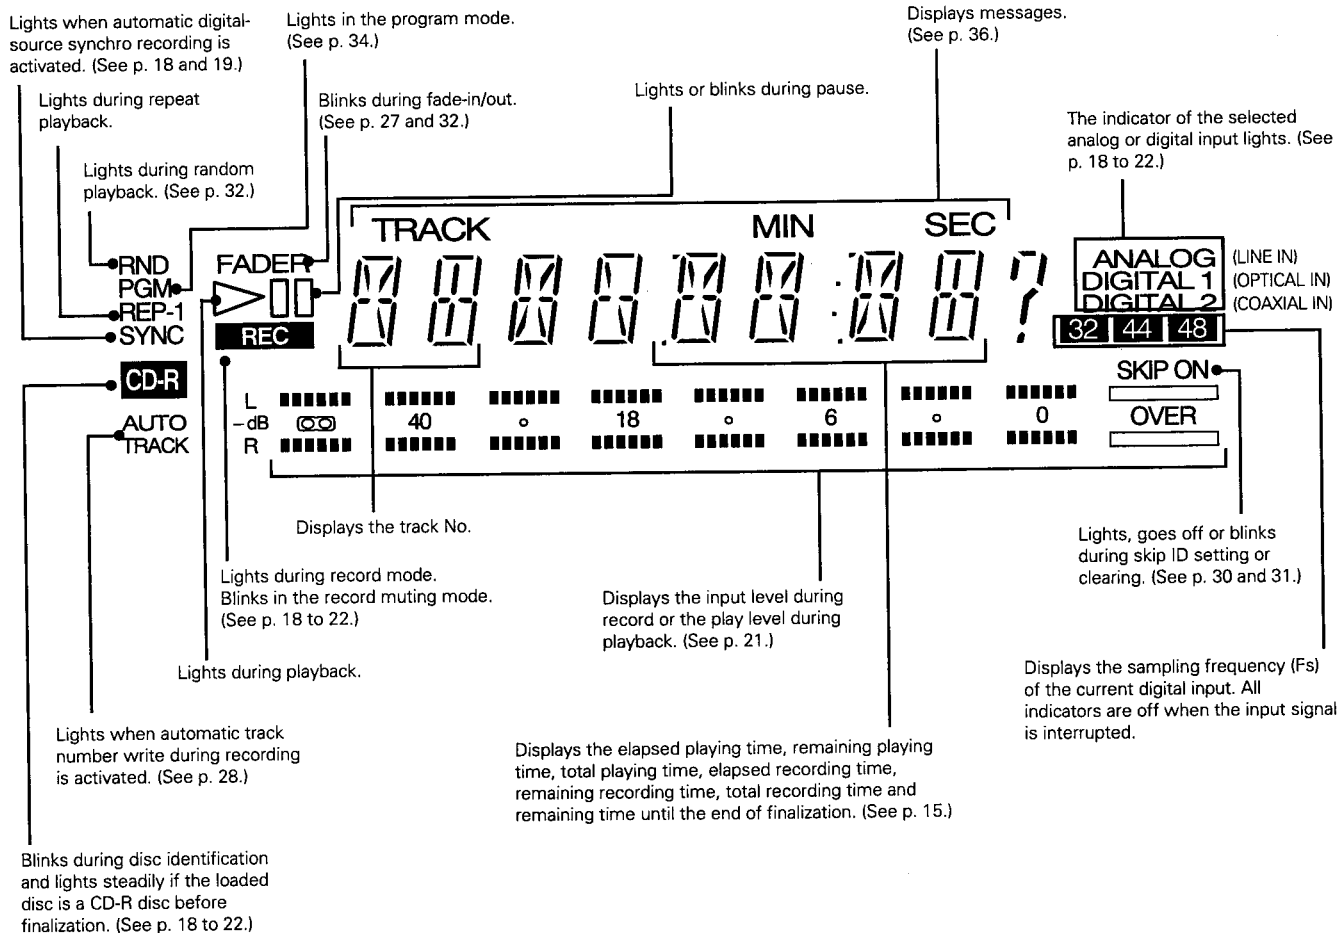 Lights when automatic digital-
source synchro recording is
activated. (See p. 18 and 19.)
Lights in the program mode.
(See p. 34.)
Displays messages.
(See p. 36.)
Lights during repeat
playback.
Blinks during fade-in/out.
(See p. 27 and 32.)
Lights or blinks during pause.
The indicator of the selected
analog or digital input lights. (See
p. 18 to 22.)
Lights during random
playback. (See p. 32.)
TRACK MIN SEC
RND
PGM
REP-1
SYNC
FADER
REC
?
ANALOG (LINE IN)
DIGITAL 1 (OPTICAL IN)
DIGITAL 2 (COAXIAL IN)
32 44 48
CD-R
SKIP ON
AUTO
TRACK
L
-dB 40 18 6 0 OVER
R
Displays the track No.
Lights during record mode.
Blinks in the record muting mode.
(See p. 18 to 22.)
Displays the input level during
record or the play level during
playback. (See p. 21.)
Lights, goes off or blinks
during skip ID setting or
clearing. (See p. 30 and 31.)
Lights during playback.
Displays the sampling frequency (Fs)
of the current digital input. All
indicators are off when the input signal
is interrupted.
Lights when automatic track
number write during recording
is activated. (See p. 28.)
Displays the elapsed playing time, remaining playing
time, total playing time, elapsed recording time,
remaining recording time, total recording time and
remaining time until the end of finalization. (See p. 15.)
Blinks during disc identification
and lights steadily if the loaded
disc is a CD-R disc before
finalization. (See p. 18 to 22.)